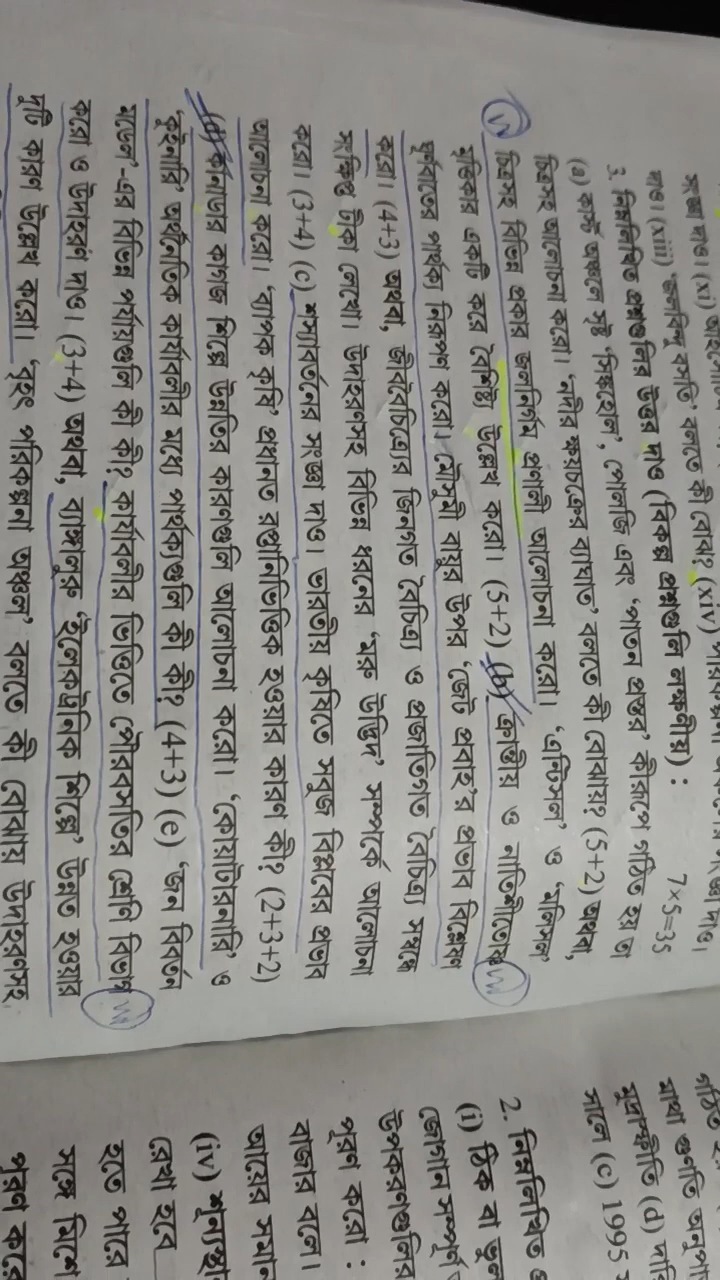 সংজ্ঞা দাও। (xi)
দাও। (xiii) 'জনবিন্দু বসতি' বলতে কী বোঝ? (xiv)
3. নিম্নলিখিত প্রশ্নগুলির উত্তর দাও (বিকল্প প্রশ্নগুলি লক্ষণীয়) : 7×5=35
(a) কার্স্ট অঞ্চলে সৃষ্ট 'সিঙ্কহোল', পোলজি এবং 'পাতন প্রস্তর' কীরূপে গঠিত হয় তা
চিত্রসহ আলোচনা করো। 'নদীর ক্ষয়চক্রের ব্যাঘাত' বলতে কী বোঝায়? (5+2) অথবা,
চিত্রসহ বিভিন্ন প্রকার জলনির্গম প্রণালী আলোচনা করো। 'এন্টিসল' ও 'মলিসল'
মৃত্তিকার একটি করে বৈশিষ্ট্য উল্লেখ করো। (5+2) (b) ক্রান্তীয় ও নাতিশীতোষ্ণ
ঘূর্ণবাতের পার্থক্য নিরূপণ করো। মৌসুমী বায়ুর উপর 'জেট প্রবাহ'র প্রভাব বিশ্লেষণ
করো। (4+3) অথবা, জীববৈচিত্র্যের জিনগত বৈচিত্র্য ও প্রজাতিগত বৈচিত্র্য সম্বন্ধে
সংক্ষিপ্ত টীকা লেখো। উদাহরণসহ বিভিন্ন ধরনের 'মরু উদ্ভিদ' সম্পর্কে আলোচনা
করো। (3+4) (c) শস্যাবর্তনের সংজ্ঞা দাও। ভারতীয় কৃষিতে সবুজ বিপ্লবের প্রভাব
আলোচনা করো। 'ব্যাপক কৃষি' প্রধানত রপ্তানিভিত্তিক হওয়ার কারণ কী? (2+3+2)
(d) কানাডার কাগজ শিল্পে উন্নতির কারণগুলি আলোচনা করো। 'কোয়াটারনারি' ও
'কুইনারি' অর্থনৈতিক কার্যাবলীর মধ্যে পার্থক্যগুলি কী কী? (4+3) (e) 'জন বিবর্তন
মডেল'-এর বিভিন্ন পর্যায়গুলি কী কী? কার্যাবলীর ভিত্তিতে পৌরবসতির শ্রেণি বিভাগ
করো ও উদাহরণ দাও। (3+4) অথবা, ব্যাঙ্গালুরু 'ইলেকট্রনিক শিল্পে' উন্নত হওয়ার
দুটি কারণ উল্লেখ করো। 'বৃহৎ পরিকল্পনা অঞ্চল' বলতে কী বোঝায় উদাহরণসহ
মাথা গুনতি অনুপা
মুদ্রাস্ফীতি (d) দারি
সালে (c) 1995
2. নিম্নলিখিত
(i) ঠিক বা ভুল
জোগান সম্পূর্ণ
উপকরণগুলির
পূরণ করো :
বাজার বলে।
আয়ের সমান
(iv) শূন্যস্থা
রেখা হবে
হতে পারে
সঙ্গে মিশে
পূরণ করে